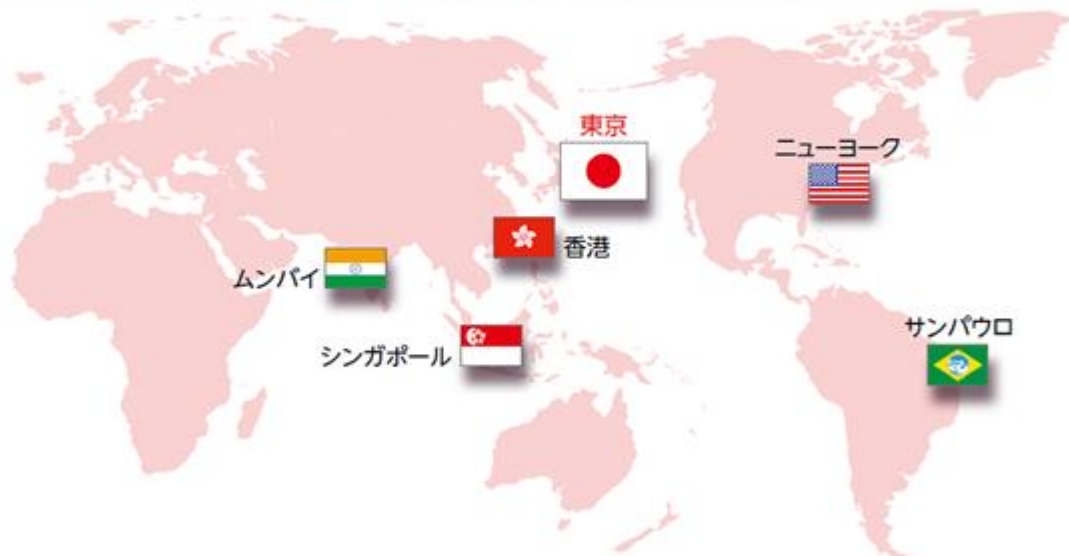 東京
ニューヨーク
香港
ムンバイ
サンパウロ
シンガポール